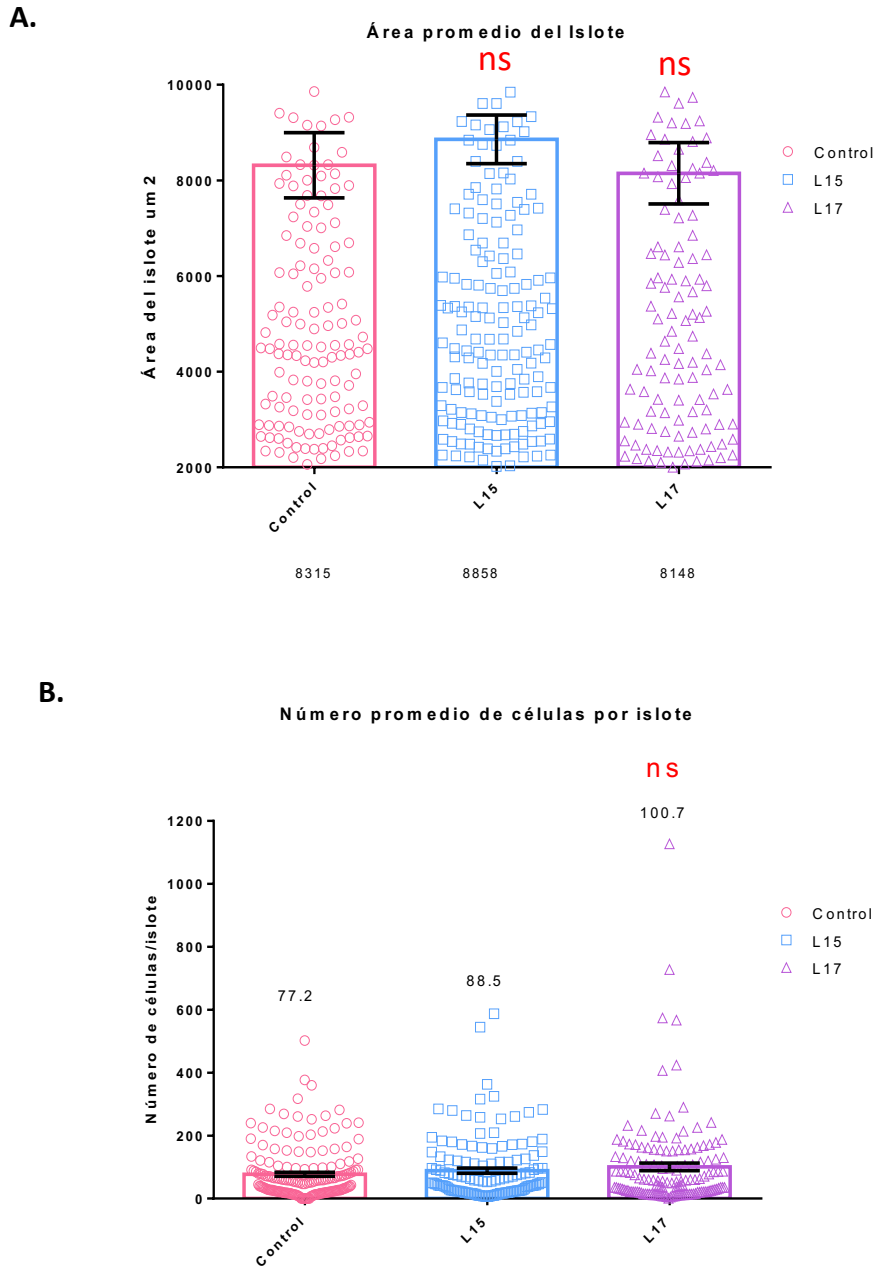 A.
Área promedio del Islote
ns ns
10000
8000
6000
4000
2000
Área del islote um2
Control
L15
L17
Control
L15
L17
8315 8858 8148
B.
Número promedio de células por islote
ns
100.7
1200
1000
800
600
400
200
0
Número de células/islote
77.2
88.5
Control
L15
L17
Control
L15
L17